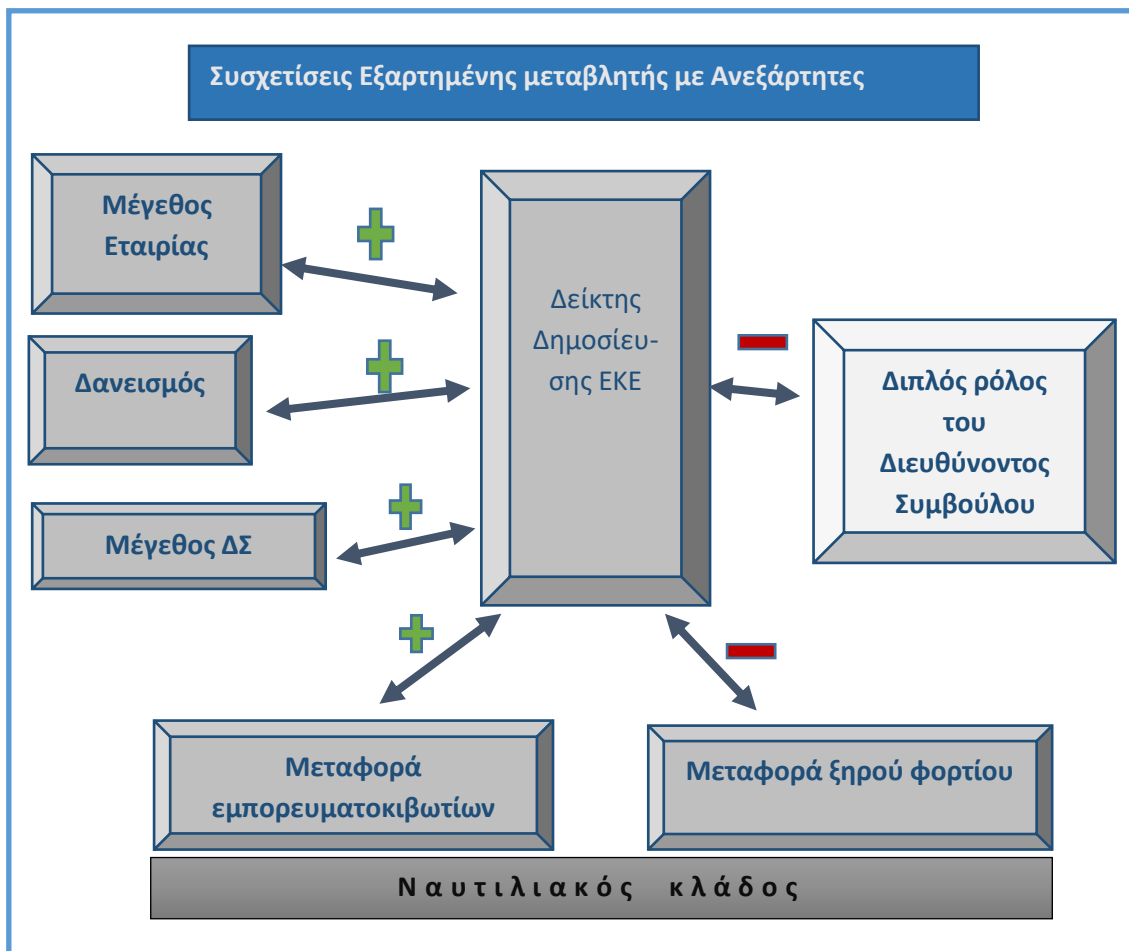 Συσχετίσεις Εξαρτημένης μεταβλητής με Ανεξάρτητες
Μέγεθος
Εταιρίας
Δανεισμός
Μέγεθος ΔΣ
Δείκτης
Δημοσίευ-
σης ΕΚΕ
Διπλός ρόλος
του
Διευθύνοντος
Συμβούλου
Μεταφορά
εμπορευματοκιβωτίων
Μεταφορά ξηρού φορτίου
Ναυτιλιακός κλάδος